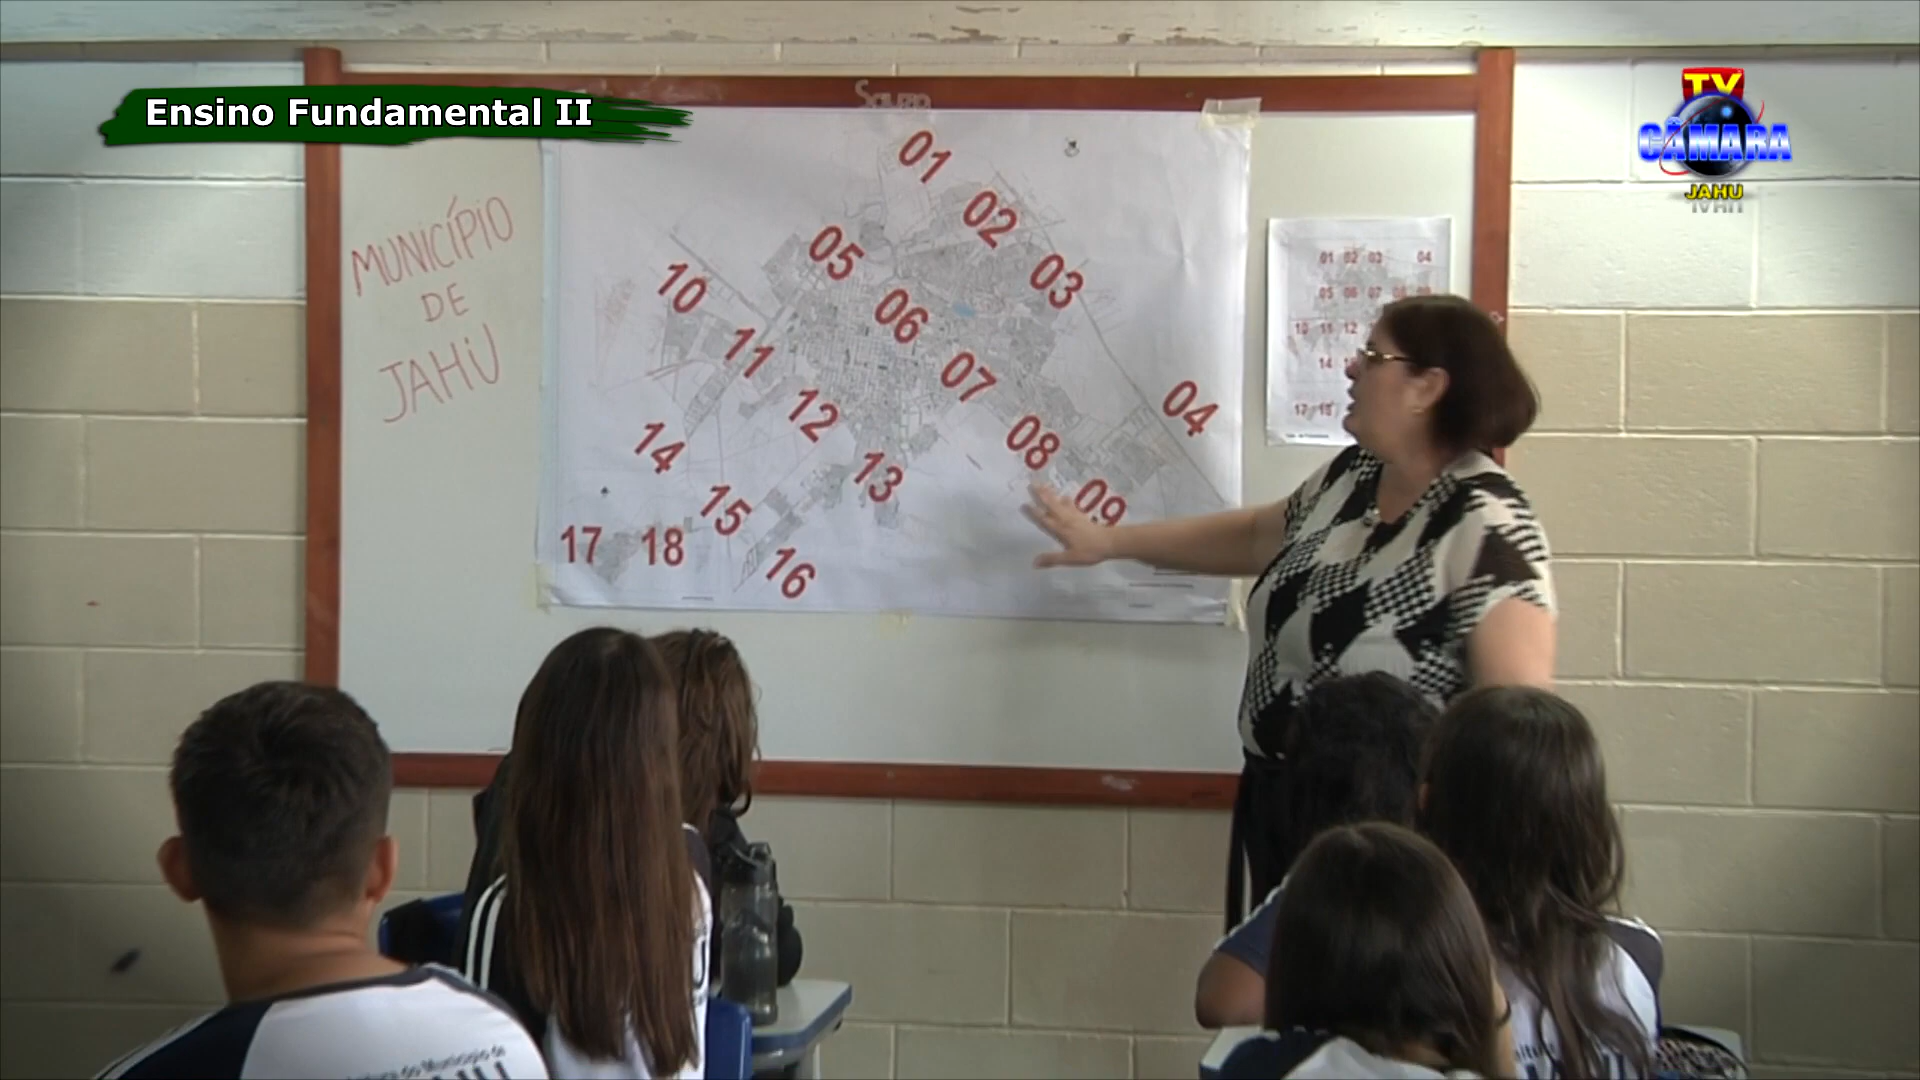 Ensino Fundamental II
TV
CÂMARA
JAHU
MUNICÍPIO
DE
JAHU
01
02
03
04
05
06
07
08
09
10
11
12
13
14
15
16
17
18
01 02 03 04
05 06 07 08
10 11 12
14
17 18